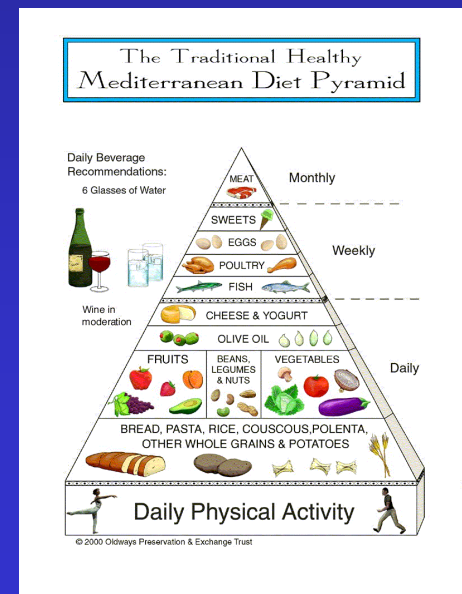 The Traditional Healthy
Mediterranean Diet Pyramid
Daily Beverage
Recommendations:
6 Glasses of Water
Wine in
moderation
MEAT
Monthly
SWEETS
EGGS
POULTRY
FISH
Weekly
CHEESE & YOGURT
OLIVE OIL
FRUITS
BEANS,
LEGUMES
& NUTS
VEGETABLES
Daily
BREAD, PASTA, RICE, COUSCOUS,POLENTA,
OTHER WHOLE GRAINS & POTATOES
Daily Physical Activity
© 2000 Oldways Preservation & Exchange Trust